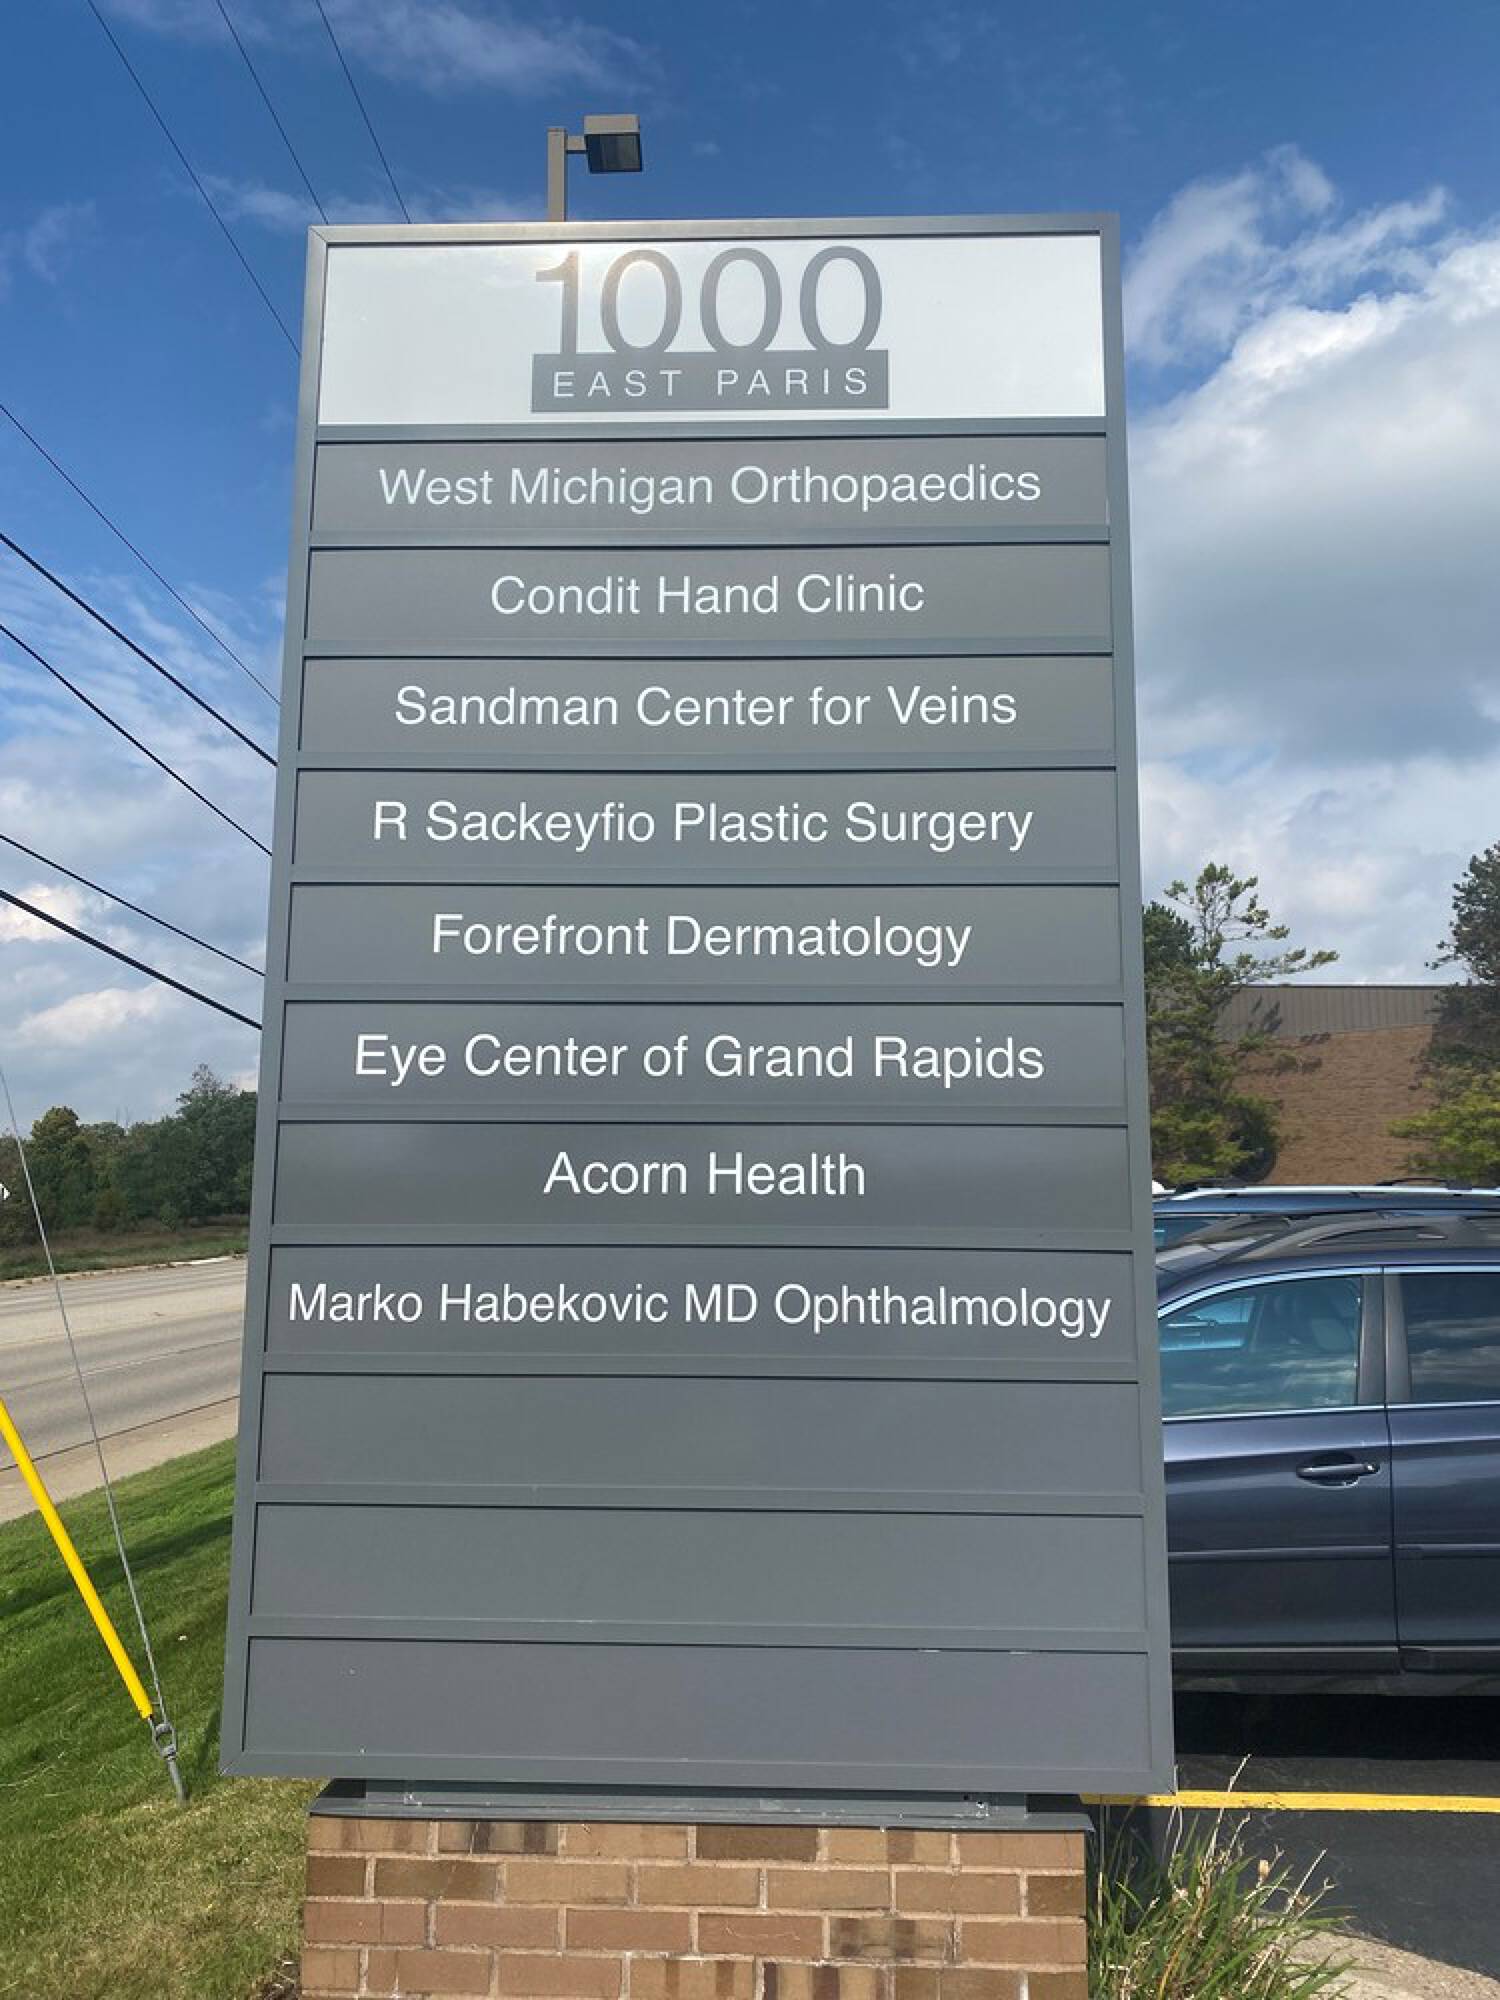 1000
EAST PARIS
West Michigan Orthopaedics
Condit Hand Clinic
Sandman Center for Veins
R Sackeyfio Plastic Surgery
Forefront Dermatology
Eye Center of Grand Rapids
Acorn Health
Marko Habekovic MD Ophthalmology